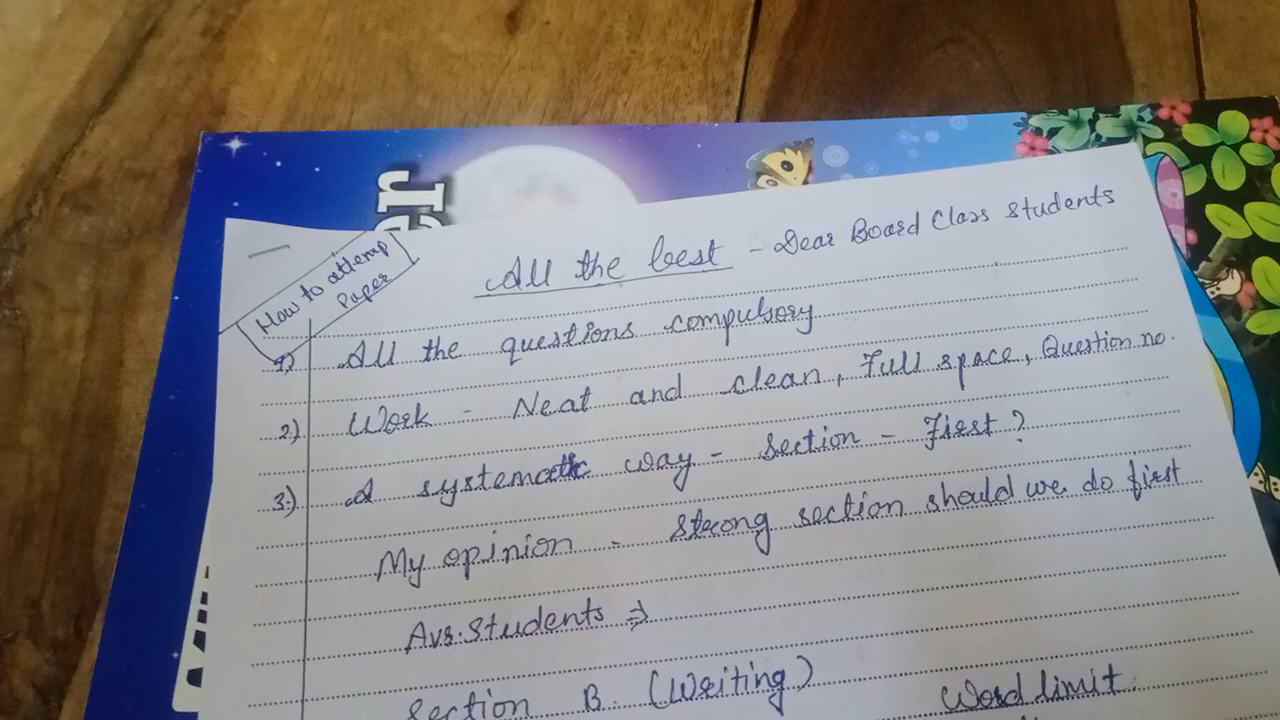 er
All the best - Dear Board Class students
How to attemp
Paper
1) All the questions compulsory
2) Work - Neat and clean, Full space, Question no.
3) A systematic way - Section - First?
My opinion - Strong section should we do first
Avg. Students ⇒
Section B. (Writing) Word limit.